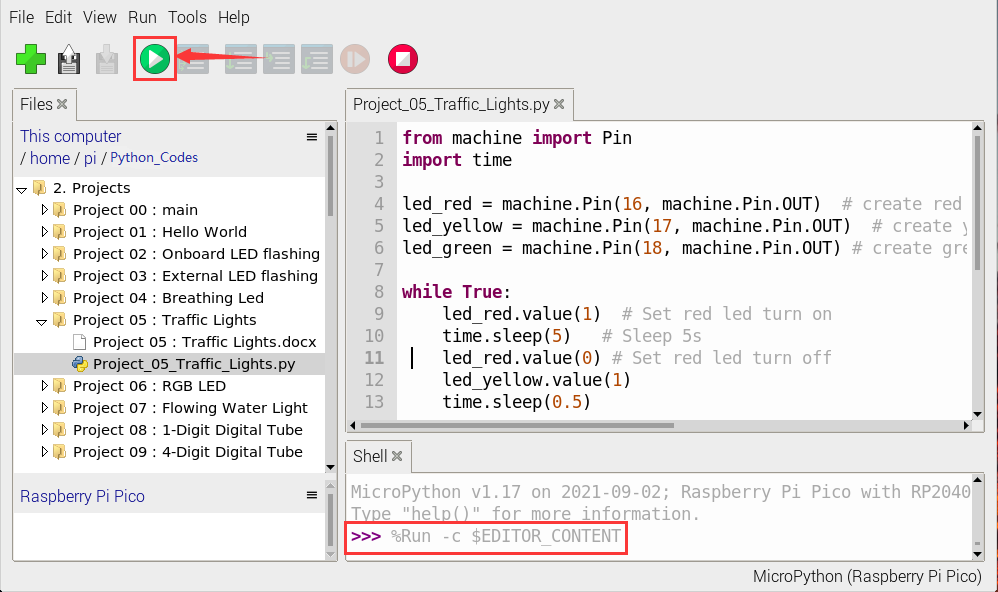 File Edit View Run Tools Help
Files
This computer
/ home / pi / Python_Codes
2. Projects
Project 00 : main
Project 01 : Hello World
Project 02 : Onboard LED flashing
Project 03 : External LED flashing
Project 04 : Breathing Led
Project 05 : Traffic Lights
Project 05 : Traffic Lights.docx
Project_05_Traffic_Lights.py
Project 06 : RGB LED
Project 07 : Flowing Water Light
Project 08 : 1-Digit Digital Tube
Project 09 : 4-Digit Digital Tube
Raspberry Pi Pico
Project_05_Traffic_Lights.py
1 from machine import Pin
2 import time
3
4 led_red = machine.Pin(16, machine.Pin.OUT)  # create red
5 led_yellow = machine.Pin(17, machine.Pin.OUT)  # create y
6 led_green = machine.Pin(18, machine.Pin.OUT) # create gre
7
8 while True:
9     led_red.value(1)  # Set red led turn on
10     time.sleep(5)   # Sleep 5s
11     led_red.value(0) # Set red led turn off
12     led_yellow.value(1)
13     time.sleep(0.5)
Shell
MicroPython v1.17 on 2021-09-02; Raspberry Pi Pico with RP2040
Type "help()" for more information.
>>> %Run -c $EDITOR_CONTENT
MicroPython (Raspberry Pi Pico)